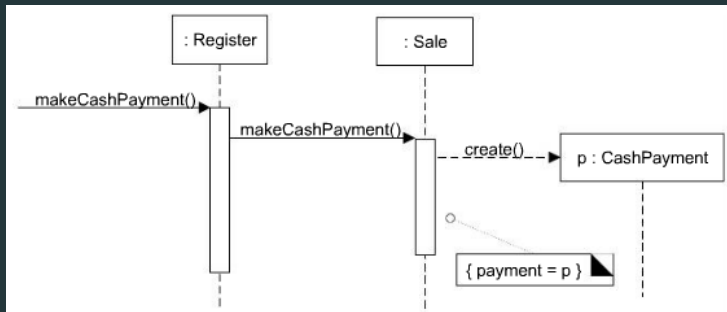 : Register
: Sale
makeCashPayment()
makeCashPayment()
create()
p : CashPayment
{ payment = p }